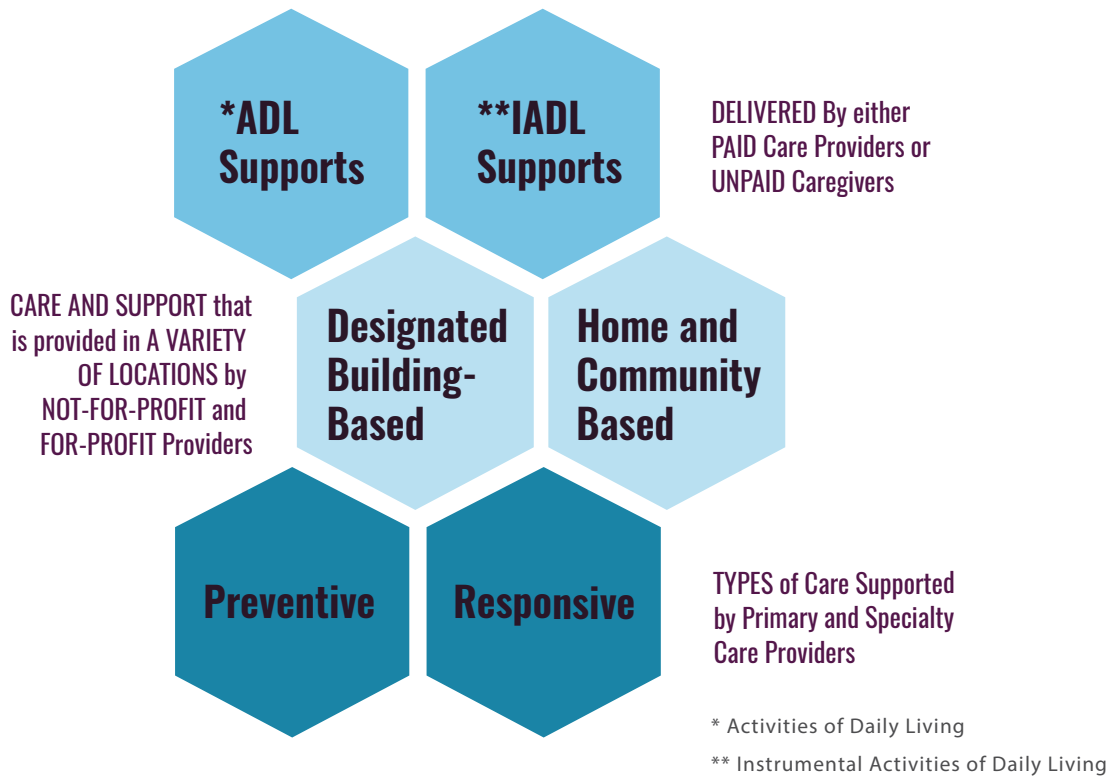 *ADL
Supports
**IADL
Supports
DELIVERED By either
PAID Care Providers or
UNPAID Caregivers
CARE AND SUPPORT that
is provided in A VARIETY
OF LOCATIONS by
NOT-FOR-PROFIT and
FOR-PROFIT Providers
Designated
Building-
Based
Home and
Community
Based
Preventive
Responsive
TYPES of Care Supported
by Primary and Specialty
Care Providers
* Activities of Daily Living
** Instrumental Activities of Daily Living